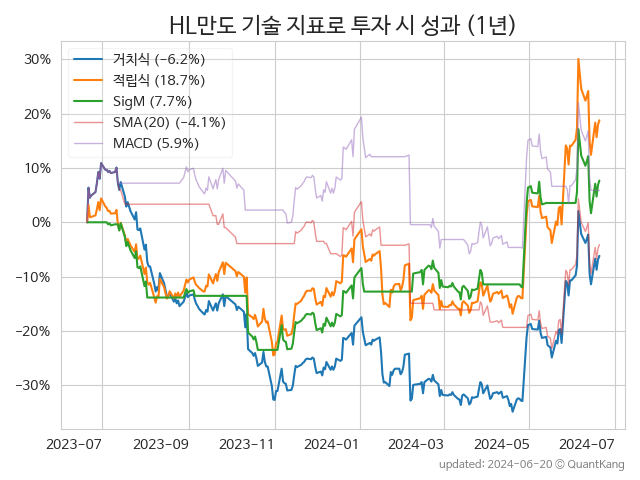 HL만도 기술 지표로 투자 시 성과 (1년)
30%
20%
10%
0%
−10%
−20%
−30%
거치식 (−6.2%)
적립식 (18.7%)
SigM (7.7%)
SMA(20) (−4.1%)
MACD (5.9%)
2023-07
2023-09
2023-11
2024-01
2024-03
2024-05
2024-07
updated: 2024-06-20 © QuantKang